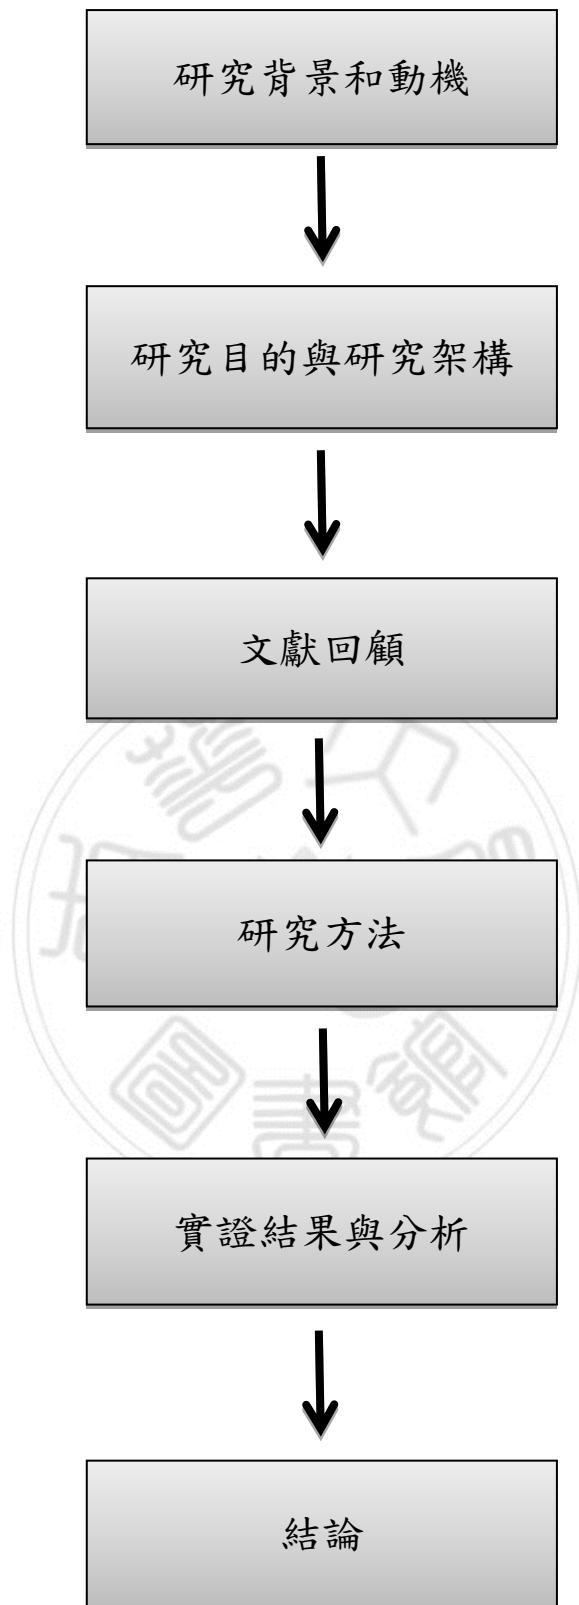 研究背景和動機
研究目的與研究架構
文獻回顧
研究方法
實證結果與分析
結論